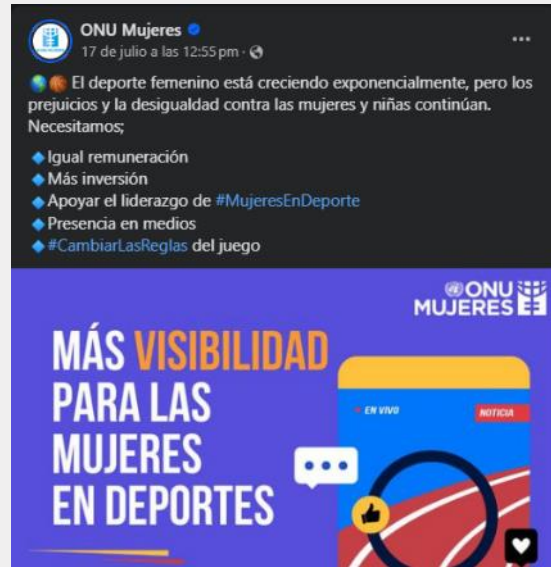 ONU Mujeres
17 de julio a las 12:55 pm ·
El deporte femenino está creciendo exponencialmente, pero los
prejuicios y la desigualdad contra las mujeres y niñas continúan.
Necesitamos;
Igual remuneración
Más inversión
Apoyar el liderazgo de #MujeresEnDeporte
Presencia en medios
#CambiarLasReglas del juego
ONU
MUJERES
MÁS VISIBILIDAD
PARA LAS
MUJERES
EN DEPORTES
EN VIVO
NOTICIA